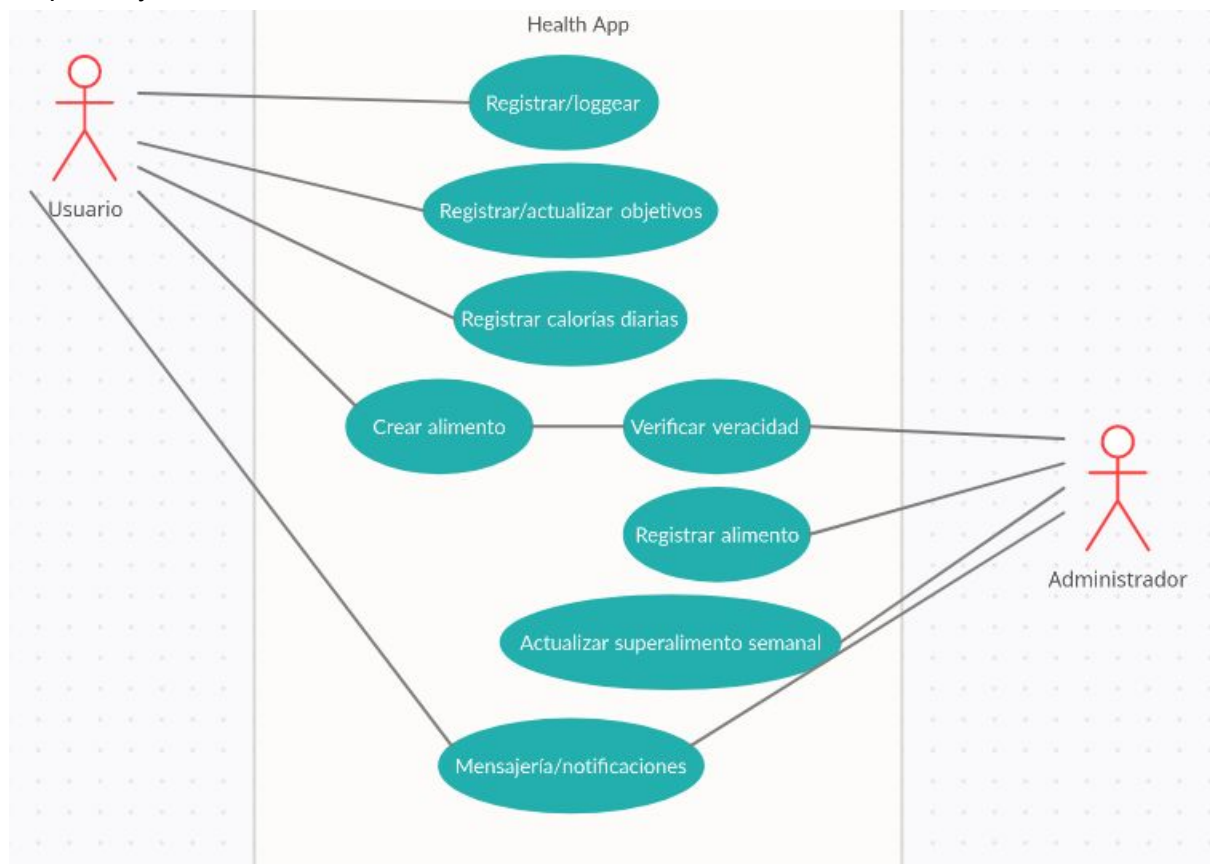 Health App
Registrar/loggear
Registrar/actualizar objetivos
Usuario
Registrar calorías diarias
Crear alimento
Verificar veracidad
Registrar alimento
Administrador
Actualizar superalimento semanal
Mensajería/notificaciones